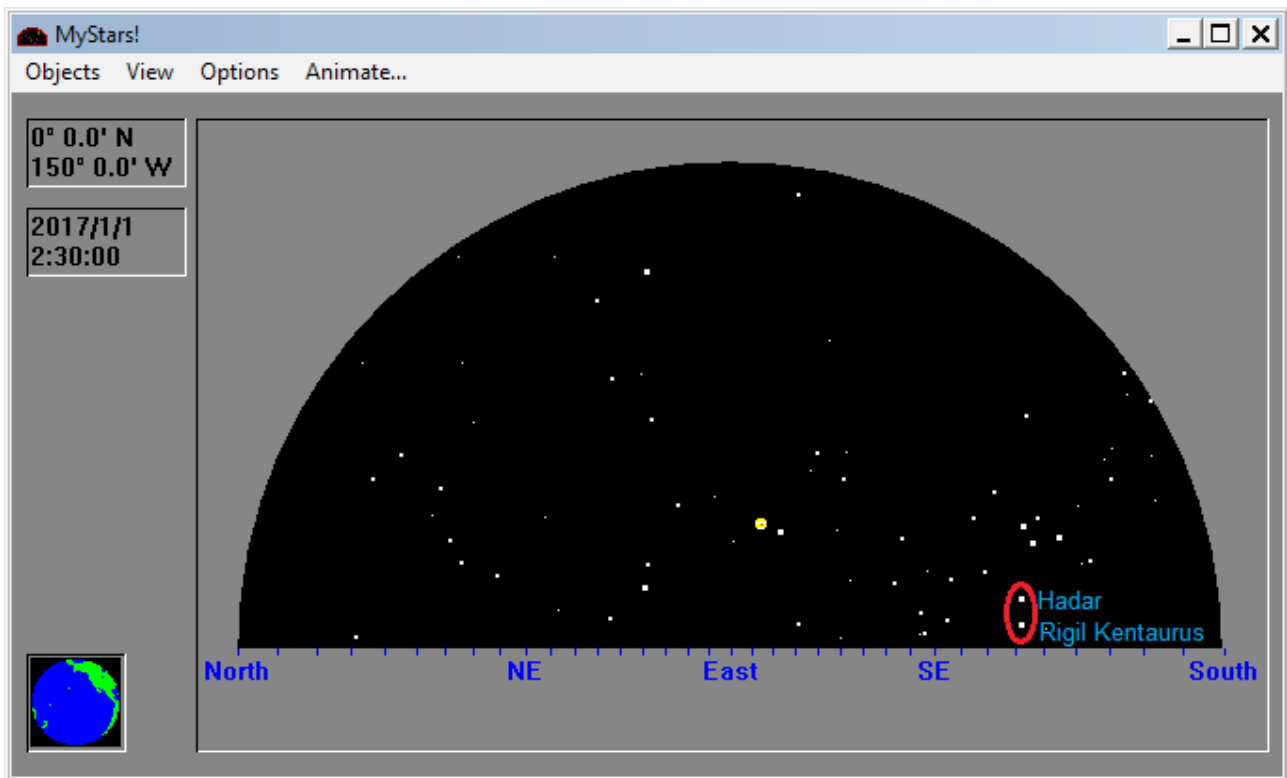 MyStars!
Objects View Options Animate...
0° 0.0' N
150° 0.0' W
2017/1/1
2:30:00
Hadar
Rigil Kentaurus
North NE East SE South